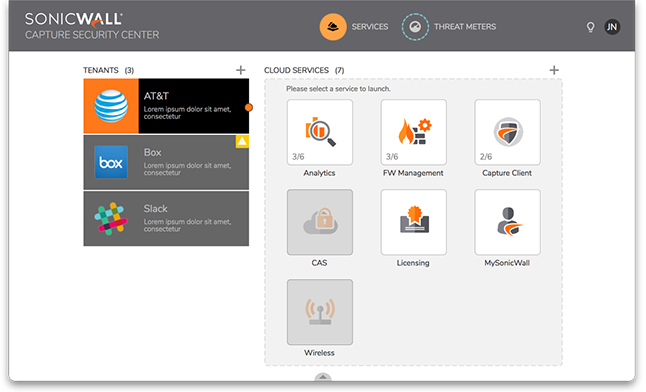 SONICWALL
CAPTURE SECURITY CENTER
SERVICES
THREAT METERS
JN
TENANTS (3)
AT&T
Lorem ipsum dolor sit amet,
consectetur
box
Box
Lorem ipsum dolor sit amet,
consectetur
Slack
Lorem ipsum dolor sit amet,
consectetur
CLOUD SERVICES (7)
Please select a service to launch.
3/6
Analytics
3/6
FW Management
2/6
Capture Client
CAS
Licensing
MySonicWall
Wireless